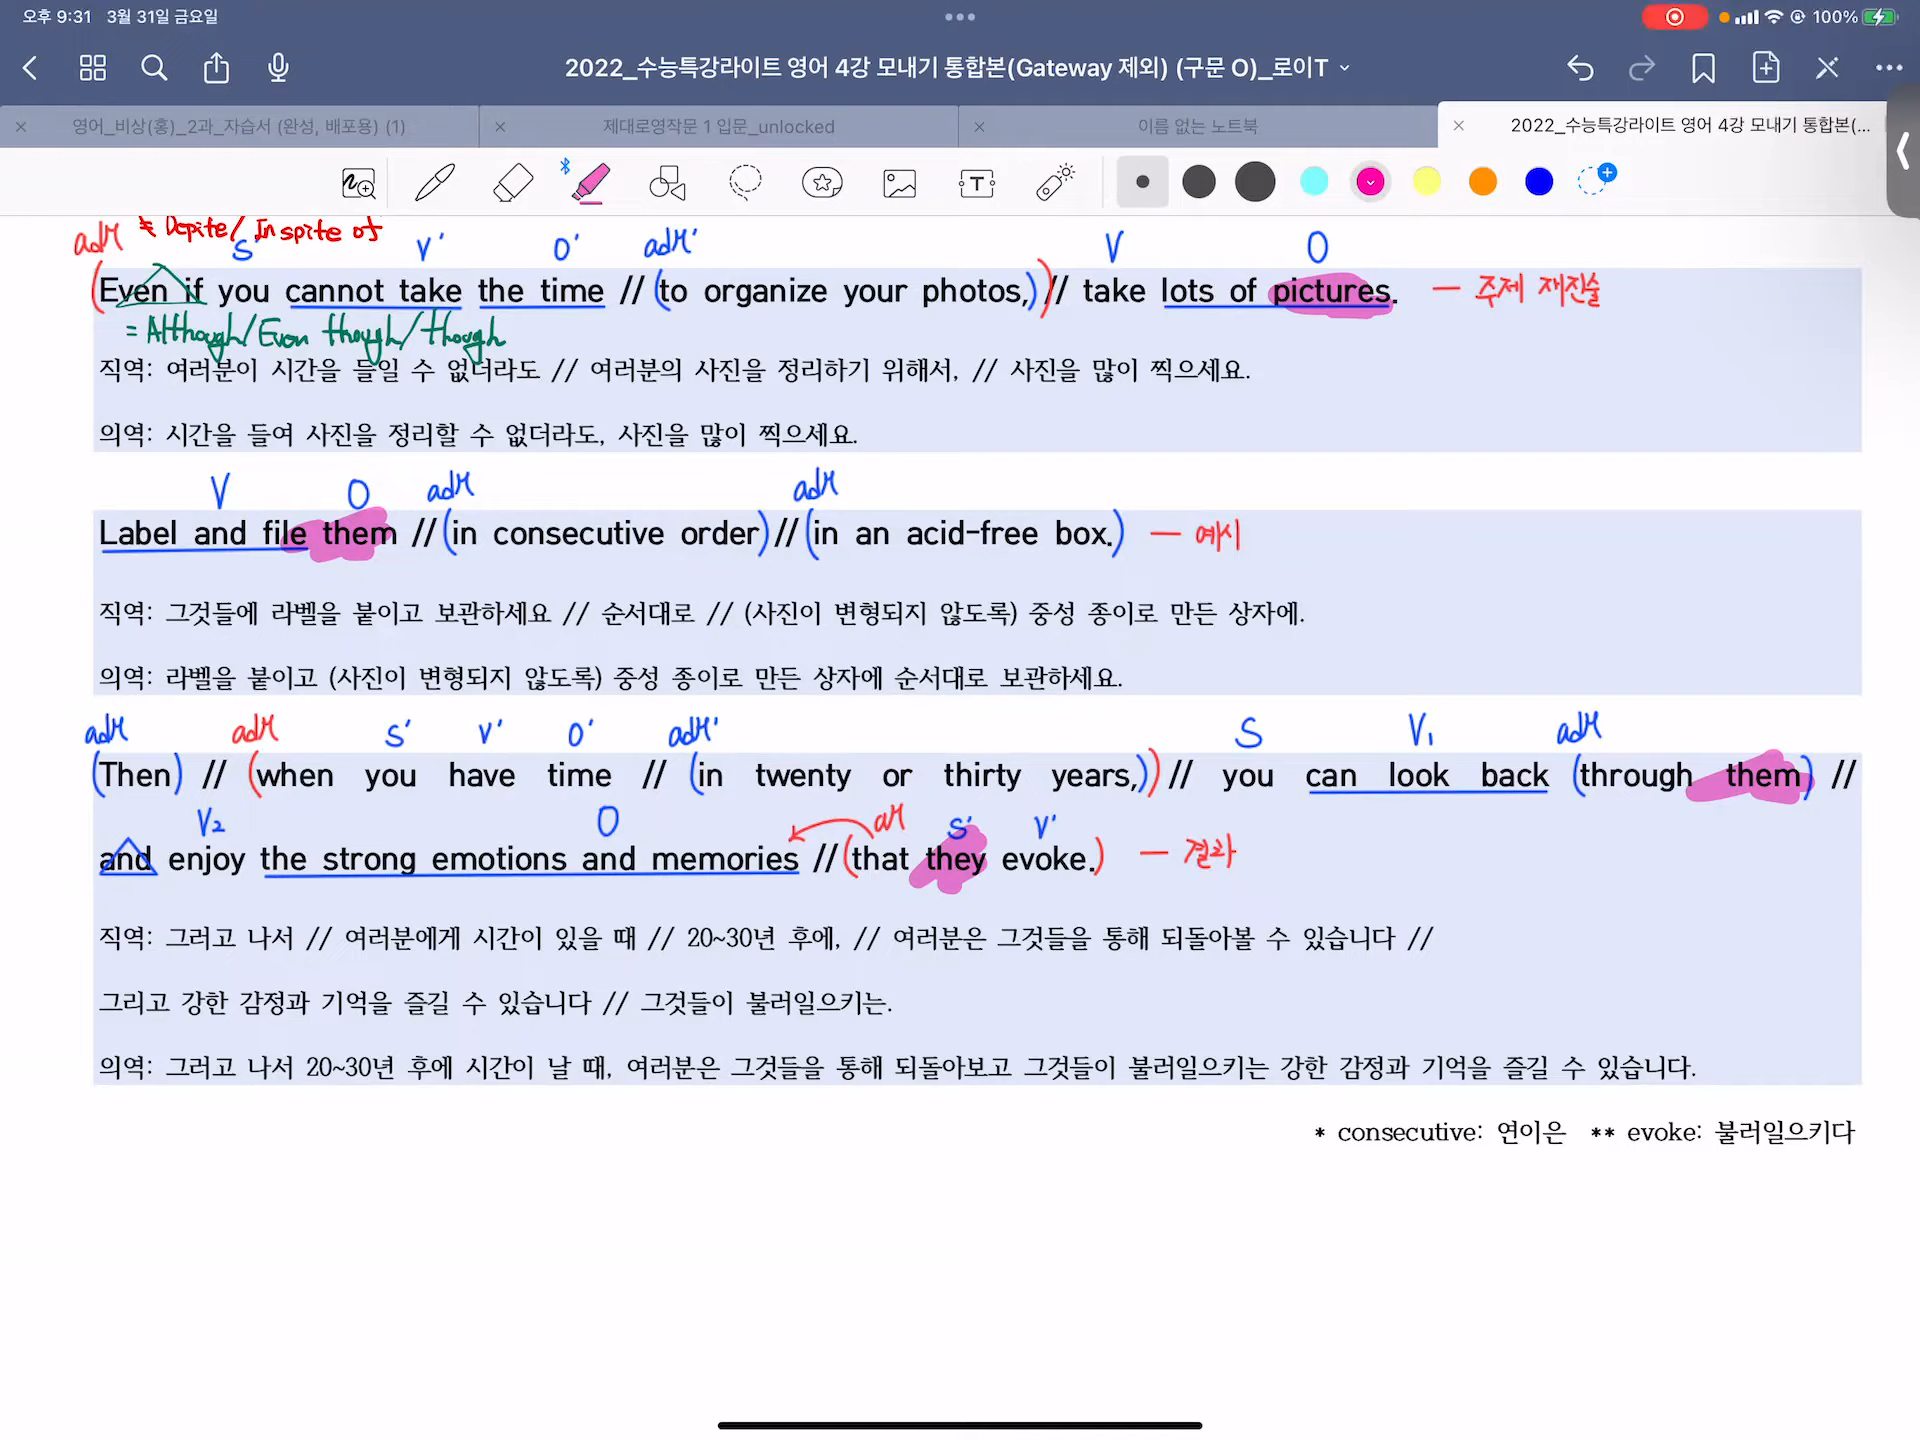 오후 9:31 3월 31일 금요일
100%
2022_수능특강라이트 영어 4강 모내기 통합본(Gateway 제외) (구문 O)_로이T
영어_비상(홍)_2과_자습서 (완성, 배포용) (1)
제대로영작문 1 입문_unlocked
이름 없는 노트북
2022_수능특강라이트 영어 4강 모내기 통합본(...
≠ Depite/ In spite of
adM S' V' O' adM' V O
(Even if you cannot take the time // (to organize your photos,)) // take lots of pictures. — 주제 재진술
= Although/Even though/though
직역: 여러분이 시간을 들일 수 없더라도 // 여러분의 사진을 정리하기 위해서, // 사진을 많이 찍으세요.
의역: 시간을 들여 사진을 정리할 수 없더라도, 사진을 많이 찍으세요.
V O adM adM
Label and file them // (in consecutive order) // (in an acid-free box.) — 예시
직역: 그것들에 라벨을 붙이고 보관하세요 // 순서대로 // (사진이 변형되지 않도록) 중성 종이로 만든 상자에.
의역: 라벨을 붙이고 (사진이 변형되지 않도록) 중성 종이로 만든 상자에 순서대로 보관하세요.
adM adM S' V' O' adM' S V₁ adM
(Then) // (when you have time // (in twenty or thirty years,)) // you can look back (through them) //
V₂ O aM S' V'
and enjoy the strong emotions and memories // (that they evoke.) — 결과
직역: 그러고 나서 // 여러분에게 시간이 있을 때 // 20~30년 후에, // 여러분은 그것들을 통해 되돌아볼 수 있습니다 //
그리고 강한 감정과 기억을 즐길 수 있습니다 // 그것들이 불러일으키는.
의역: 그러고 나서 20~30년 후에 시간이 날 때, 여러분은 그것들을 통해 되돌아보고 그것들이 불러일으키는 강한 감정과 기억을 즐길 수 있습니다.
* consecutive: 연이은 ** evoke: 불러일으키다